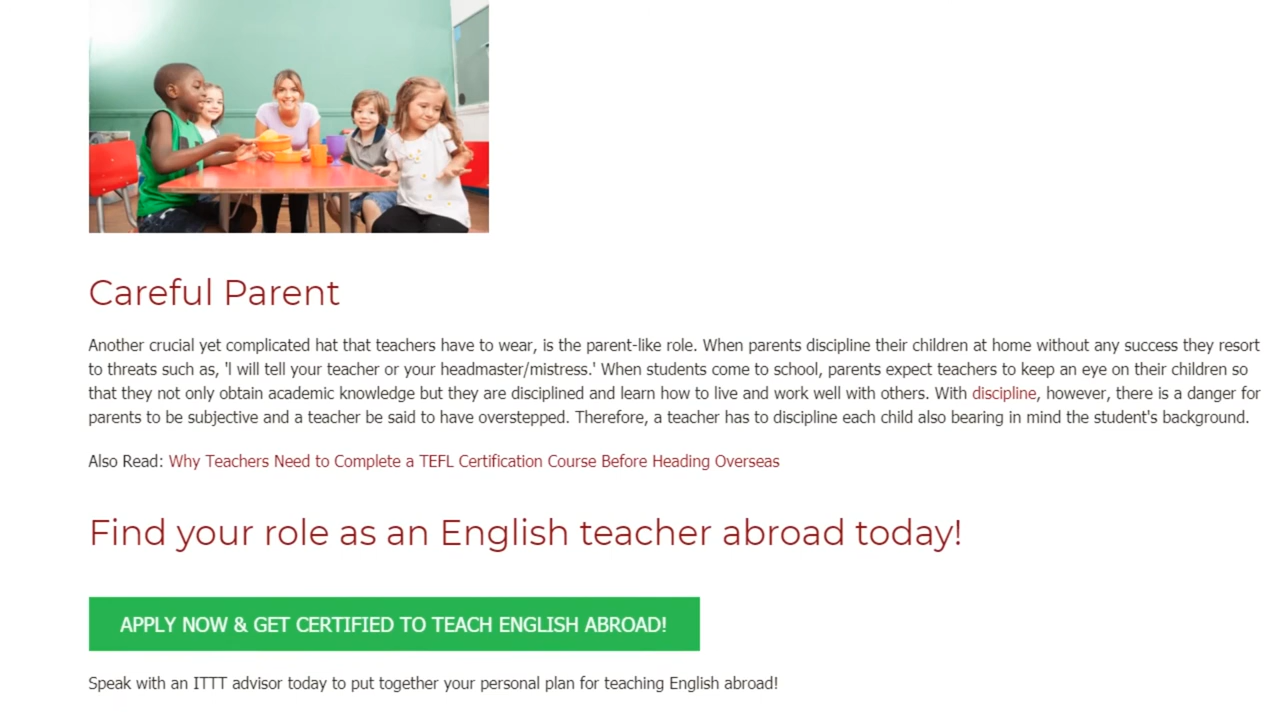 Careful Parent
Another crucial yet complicated hat that teachers have to wear, is the parent-like role. When parents discipline their children at home without any success they resort
to threats such as, 'I will tell your teacher or your headmaster/mistress.' When students come to school, parents expect teachers to keep an eye on their children so
that they not only obtain academic knowledge but they are disciplined and learn how to live and work well with others. With discipline, however, there is a danger for
parents to be subjective and a teacher be said to have overstepped. Therefore, a teacher has to discipline each child also bearing in mind the student's background.
Also Read: Why Teachers Need to Complete a TEFL Certification Course Before Heading Overseas
Find your role as an English teacher abroad today!
APPLY NOW & GET CERTIFIED TO TEACH ENGLISH ABROAD!
Speak with an ITTT advisor today to put together your personal plan for teaching English abroad!